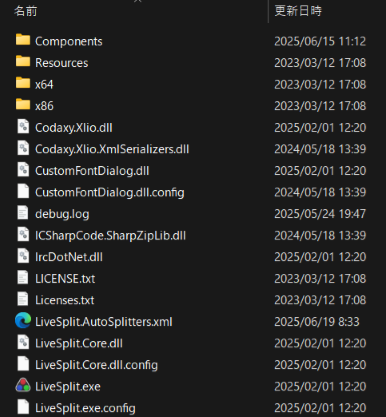 名前 更新日時
Components 2025/06/15 11:12
Resources 2023/03/12 17:08
x64 2023/03/12 17:08
x86 2023/03/12 17:08
Codaxy.Xlio.dll 2025/02/01 12:20
Codaxy.Xlio.XmlSerializers.dll 2024/05/18 13:39
CustomFontDialog.dll 2025/02/01 12:20
CustomFontDialog.dll.config 2024/05/18 13:39
debug.log 2025/05/24 19:47
ICSharpCode.SharpZipLib.dll 2024/05/18 13:39
IrcDotNet.dll 2025/02/01 12:20
LICENSE.txt 2023/03/12 17:08
Licenses.txt 2023/03/12 17:08
LiveSplit.AutoSplitters.xml 2025/06/19 8:33
LiveSplit.Core.dll 2025/02/01 12:20
LiveSplit.Core.dll.config 2025/02/01 12:20
LiveSplit.exe 2025/02/01 12:20
LiveSplit.exe.config 2025/02/01 12:20